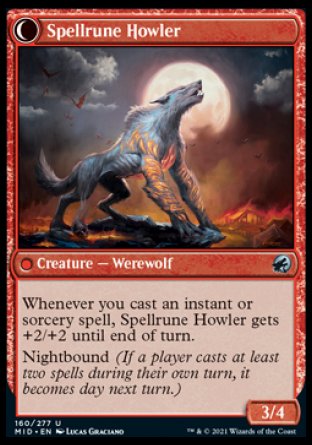 Spellrune Howler
Creature — Werewolf
Whenever you cast an instant or
sorcery spell, Spellrune Howler gets
+2/+2 until end of turn.
Nightbound (If a player casts at least
two spells during their own turn, it
becomes day next turn.)
3/4
160/277 U
MID • EN LUCAS GRACIANO
™ & © 2021 Wizards of the Coast